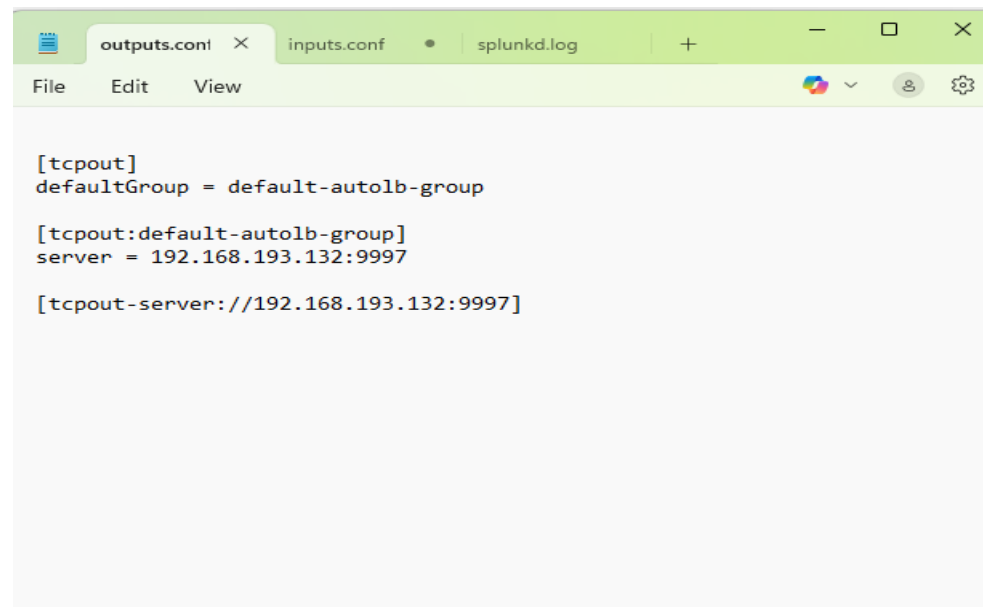 outputs.conf
inputs.conf
splunkd.log
File Edit View
[tcpout]
defaultGroup = default-autolb-group
[tcpout:default-autolb-group]
server = 192.168.193.132:9997
[tcpout-server://192.168.193.132:9997]